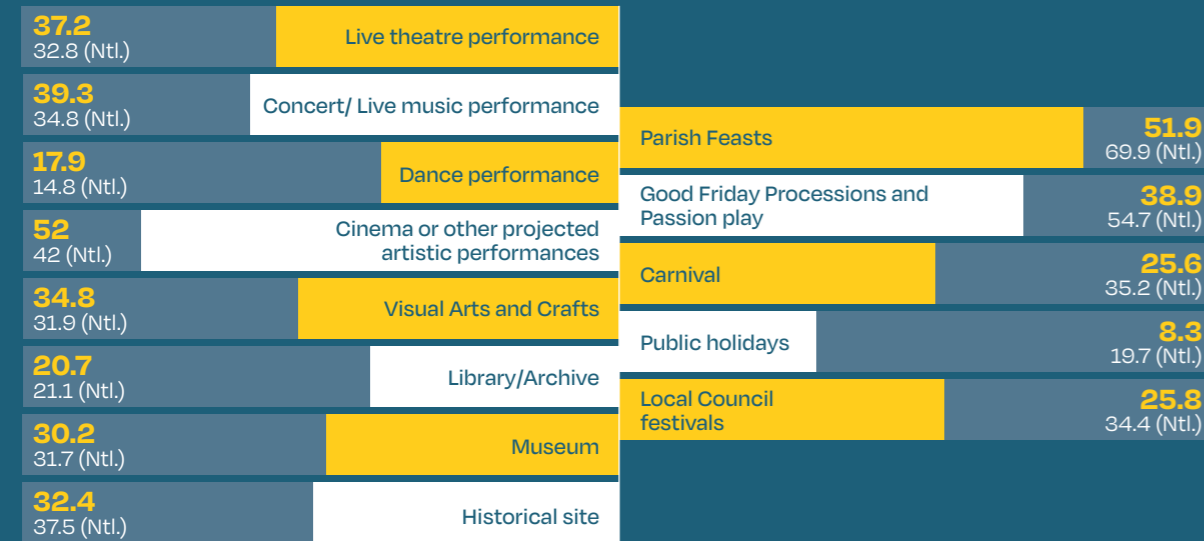 37.2
32.8 (Ntl.)
Live theatre performance
39.3
34.8 (Ntl.)
Concert/ Live music performance
17.9
14.8 (Ntl.)
Dance performance
52
42 (Ntl.)
Cinema or other projected
artistic performances
34.8
31.9 (Ntl.)
Visual Arts and Crafts
20.7
21.1 (Ntl.)
Library/Archive
30.2
31.7 (Ntl.)
Museum
32.4
37.5 (Ntl.)
Historical site
Parish Feasts
51.9
69.9 (Ntl.)
Good Friday Processions and
Passion play
38.9
54.7 (Ntl.)
Carnival
25.6
35.2 (Ntl.)
Public holidays
8.3
19.7 (Ntl.)
Local Council
festivals
25.8
34.4 (Ntl.)